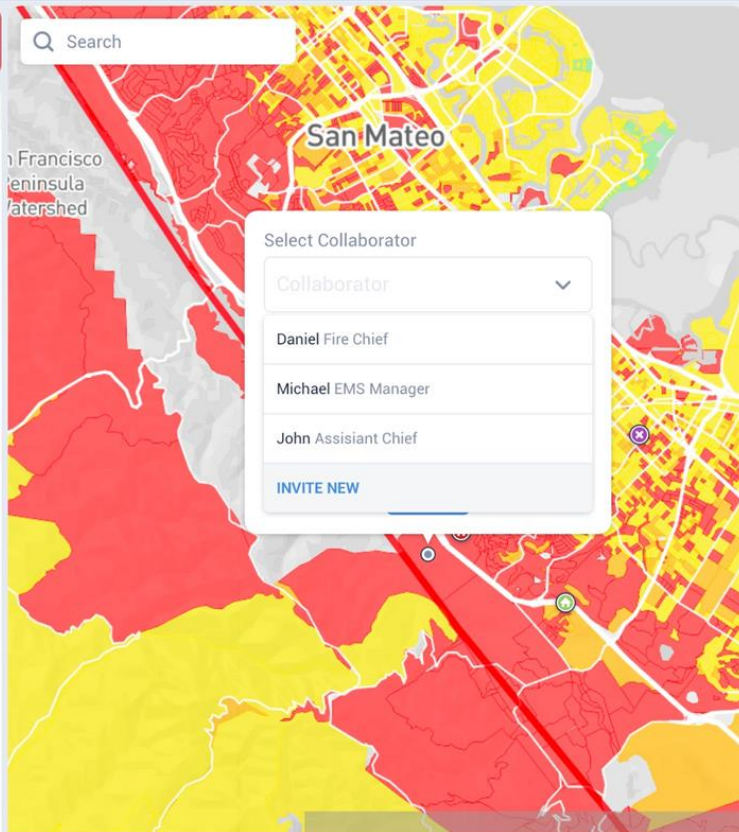 Search
San Mateo
n Francisco
eninsula
Vatershed
Select Collaborator
Collaborator
Daniel Fire Chief
Michael EMS Manager
John Assisiant Chief
INVITE NEW